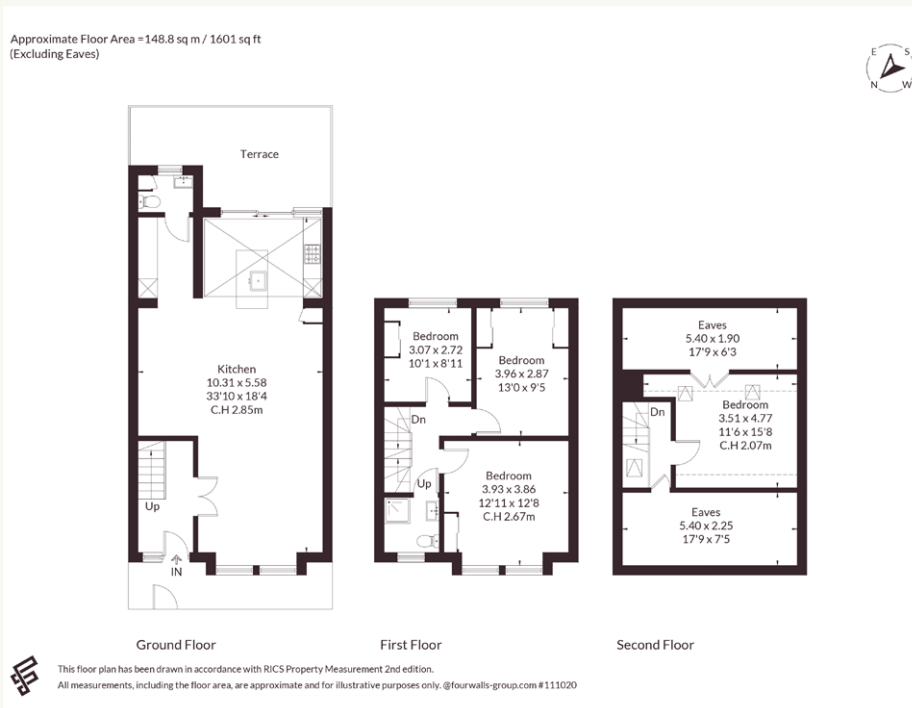 Approximate Floor Area =148.8 sq m / 1601 sq ft
(Excluding Eaves)
E S
N W
Terrace
Kitchen
10.31 x 5.58
33'10 x 18'4
C.H 2.85m
Up
IN
Ground Floor
Bedroom
3.07 x 2.72
10'1 x 8'11
Bedroom
3.96 x 2.87
13'0 x 9'5
Dn
Up
Bedroom
3.93 x 3.86
12'11 x 12'8
C.H 2.67m
First Floor
Eaves
5.40 x 1.90
17'9 x 6'3
Dn
Bedroom
3.51 x 4.77
11'6 x 15'8
C.H 2.07m
Eaves
5.40 x 2.25
17'9 x 7'5
Second Floor
This floor plan has been drawn in accordance with RICS Property Measurement 2nd edition.
All measurements, including the floor area, are approximate and for illustrative purposes only. @fourwalls-group.com #111020